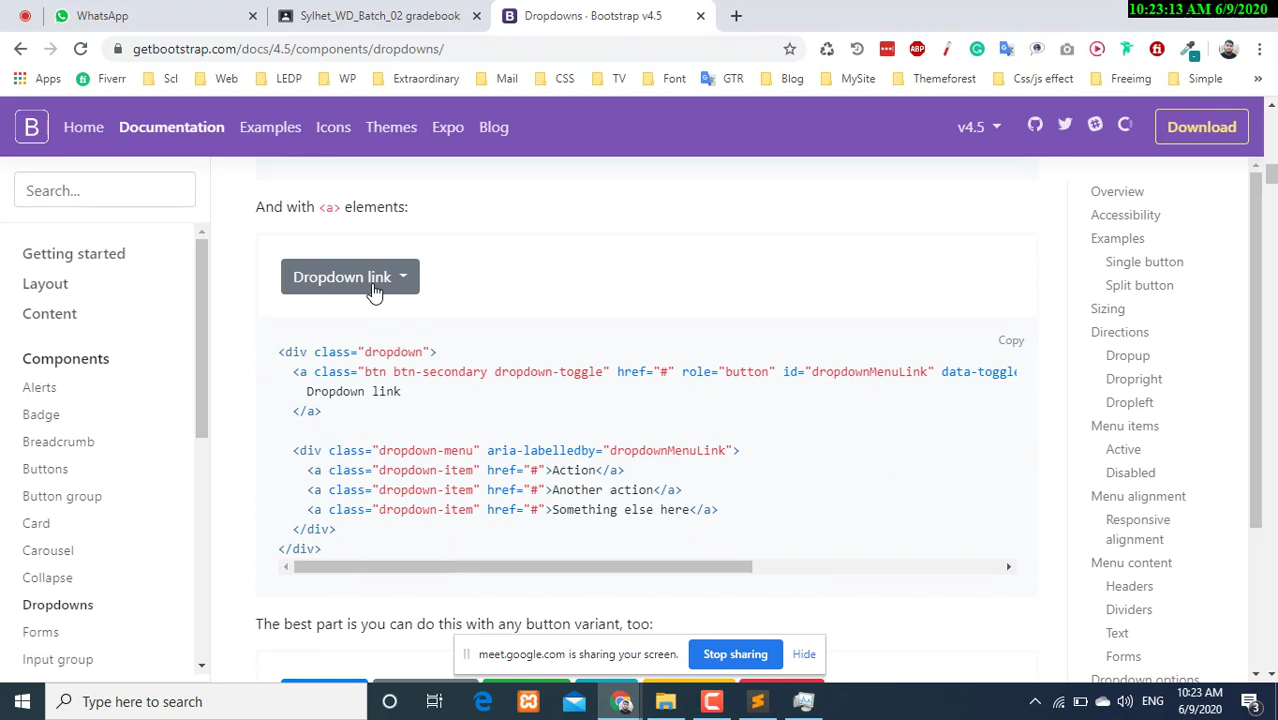 10:23:13 AM 6/9/2020
WhatsApp
Sylhet_WD_Batch_02 gradebook
Dropdowns · Bootstrap v4.5
getbootstrap.com/docs/4.5/components/dropdowns/
Apps Fiverr Scl Web LEDP WP Extraordinary Mail CSS TV Font GTR Blog MySite Themeforest Css/js effect Freeimg Simple »
B Home Documentation Examples Icons Themes Expo Blog v4.5 Download
Search...
Getting started
Layout
Content
Components
Alerts
Badge
Breadcrumb
Buttons
Button group
Card
Carousel
Collapse
Dropdowns
Forms
Input group
And with <a> elements:
Dropdown link
Copy
<div class="dropdown">
<a class="btn btn-secondary dropdown-toggle" href="#" role="button" id="dropdownMenuLink" data-toggle
Dropdown link
</a>
<div class="dropdown-menu" aria-labelledby="dropdownMenuLink">
<a class="dropdown-item" href="#">Action</a>
<a class="dropdown-item" href="#">Another action</a>
<a class="dropdown-item" href="#">Something else here</a>
</div>
</div>
The best part is you can do this with any button variant, too:
Overview
Accessibility
Examples
Single button
Split button
Sizing
Directions
Dropup
Dropright
Dropleft
Menu items
Active
Disabled
Menu alignment
Responsive
alignment
Menu content
Headers
Dividers
Text
Forms
Dropdown options
meet.google.com is sharing your screen. Stop sharing Hide
Type here to search
ENG
10:23 AM
6/9/2020
3